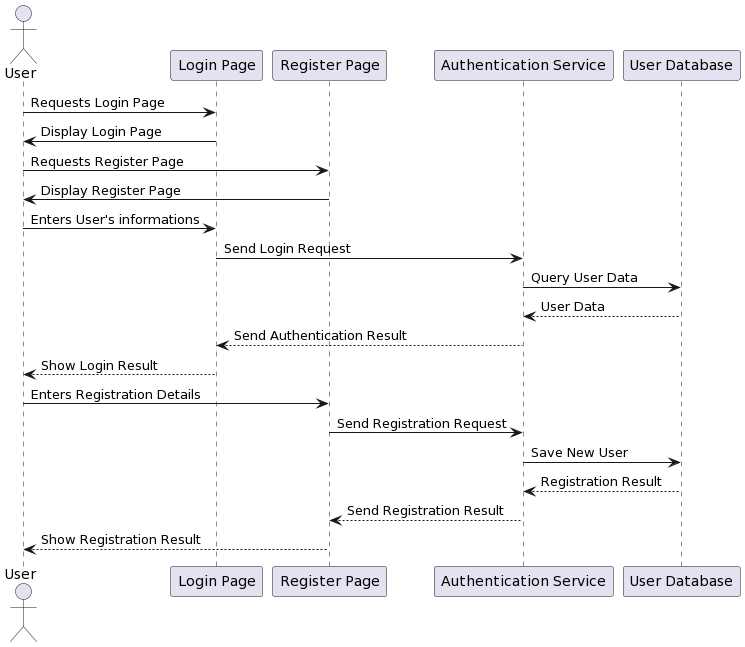 User
Login Page
Register Page
Authentication Service
User Database
Requests Login Page
Display Login Page
Requests Register Page
Display Register Page
Enters User's informations
Send Login Request
Query User Data
User Data
Send Authentication Result
Show Login Result
Enters Registration Details
Send Registration Request
Save New User
Registration Result
Send Registration Result
Show Registration Result
User
Login Page
Register Page
Authentication Service
User Database